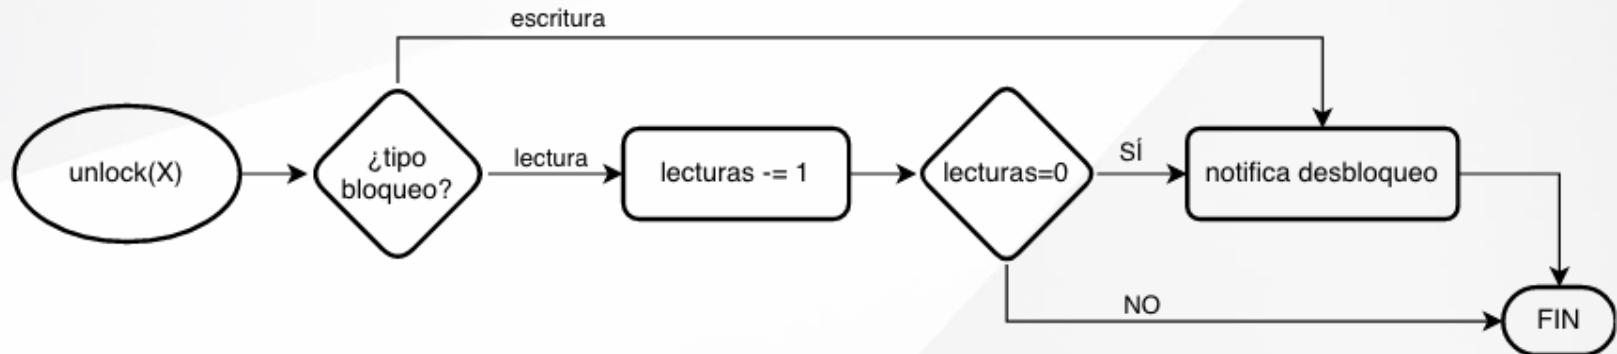 escritura
unlock(X)
¿tipo
bloqueo?
lectura
lecturas -= 1
lecturas=0
SÍ
notifica desbloqueo
NO
FIN